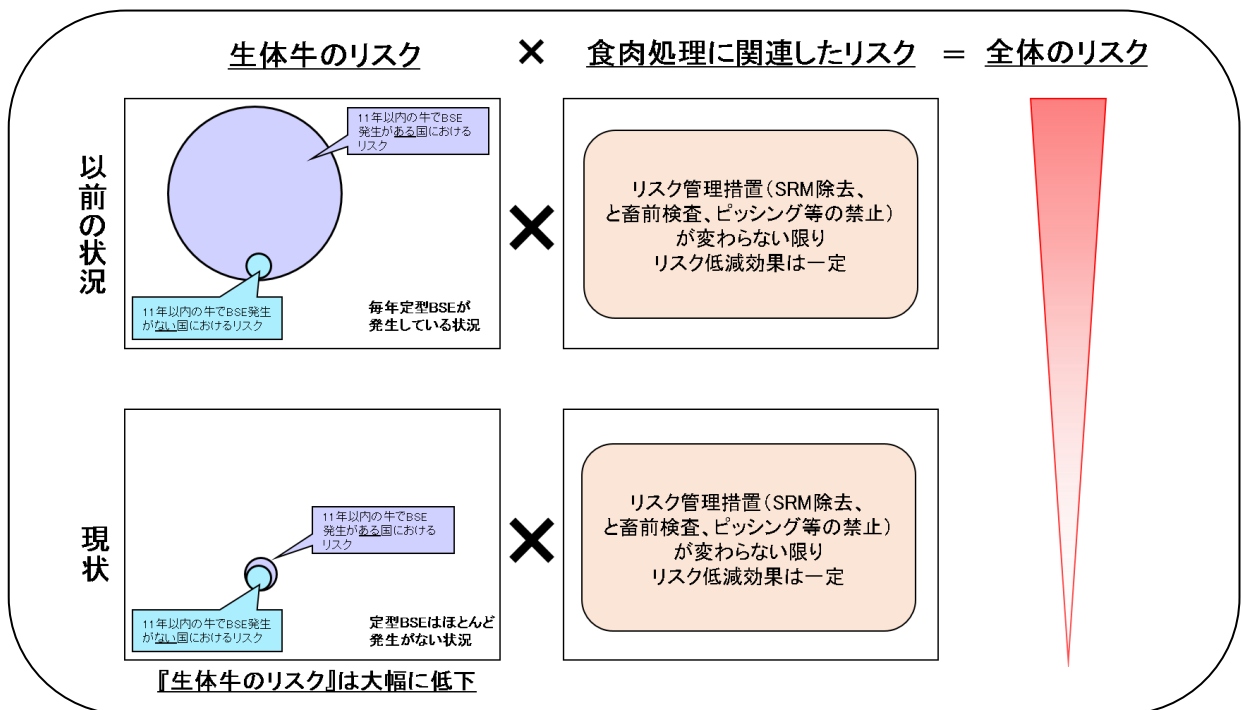 生体牛のリスク × 食肉処理に関連したリスク = 全体のリスク
以前の状況
11年以内の牛でBSE
発生がある国における
リスク
11年以内の牛でBSE発生
がない国におけるリスク
毎年定型BSEが
発生している状況
×
リスク管理措置(SRM除去、
と畜前検査、ピッシング等の禁止)
が変わらない限り
リスク低減効果は一定
現状
11年以内の牛でBSE
発生がある国における
リスク
11年以内の牛でBSE発生
がない国におけるリスク
定型BSEはほとんど
発生がない状況
×
リスク管理措置(SRM除去、
と畜前検査、ピッシング等の禁止)
が変わらない限り
リスク低減効果は一定
『生体牛のリスク』は大幅に低下